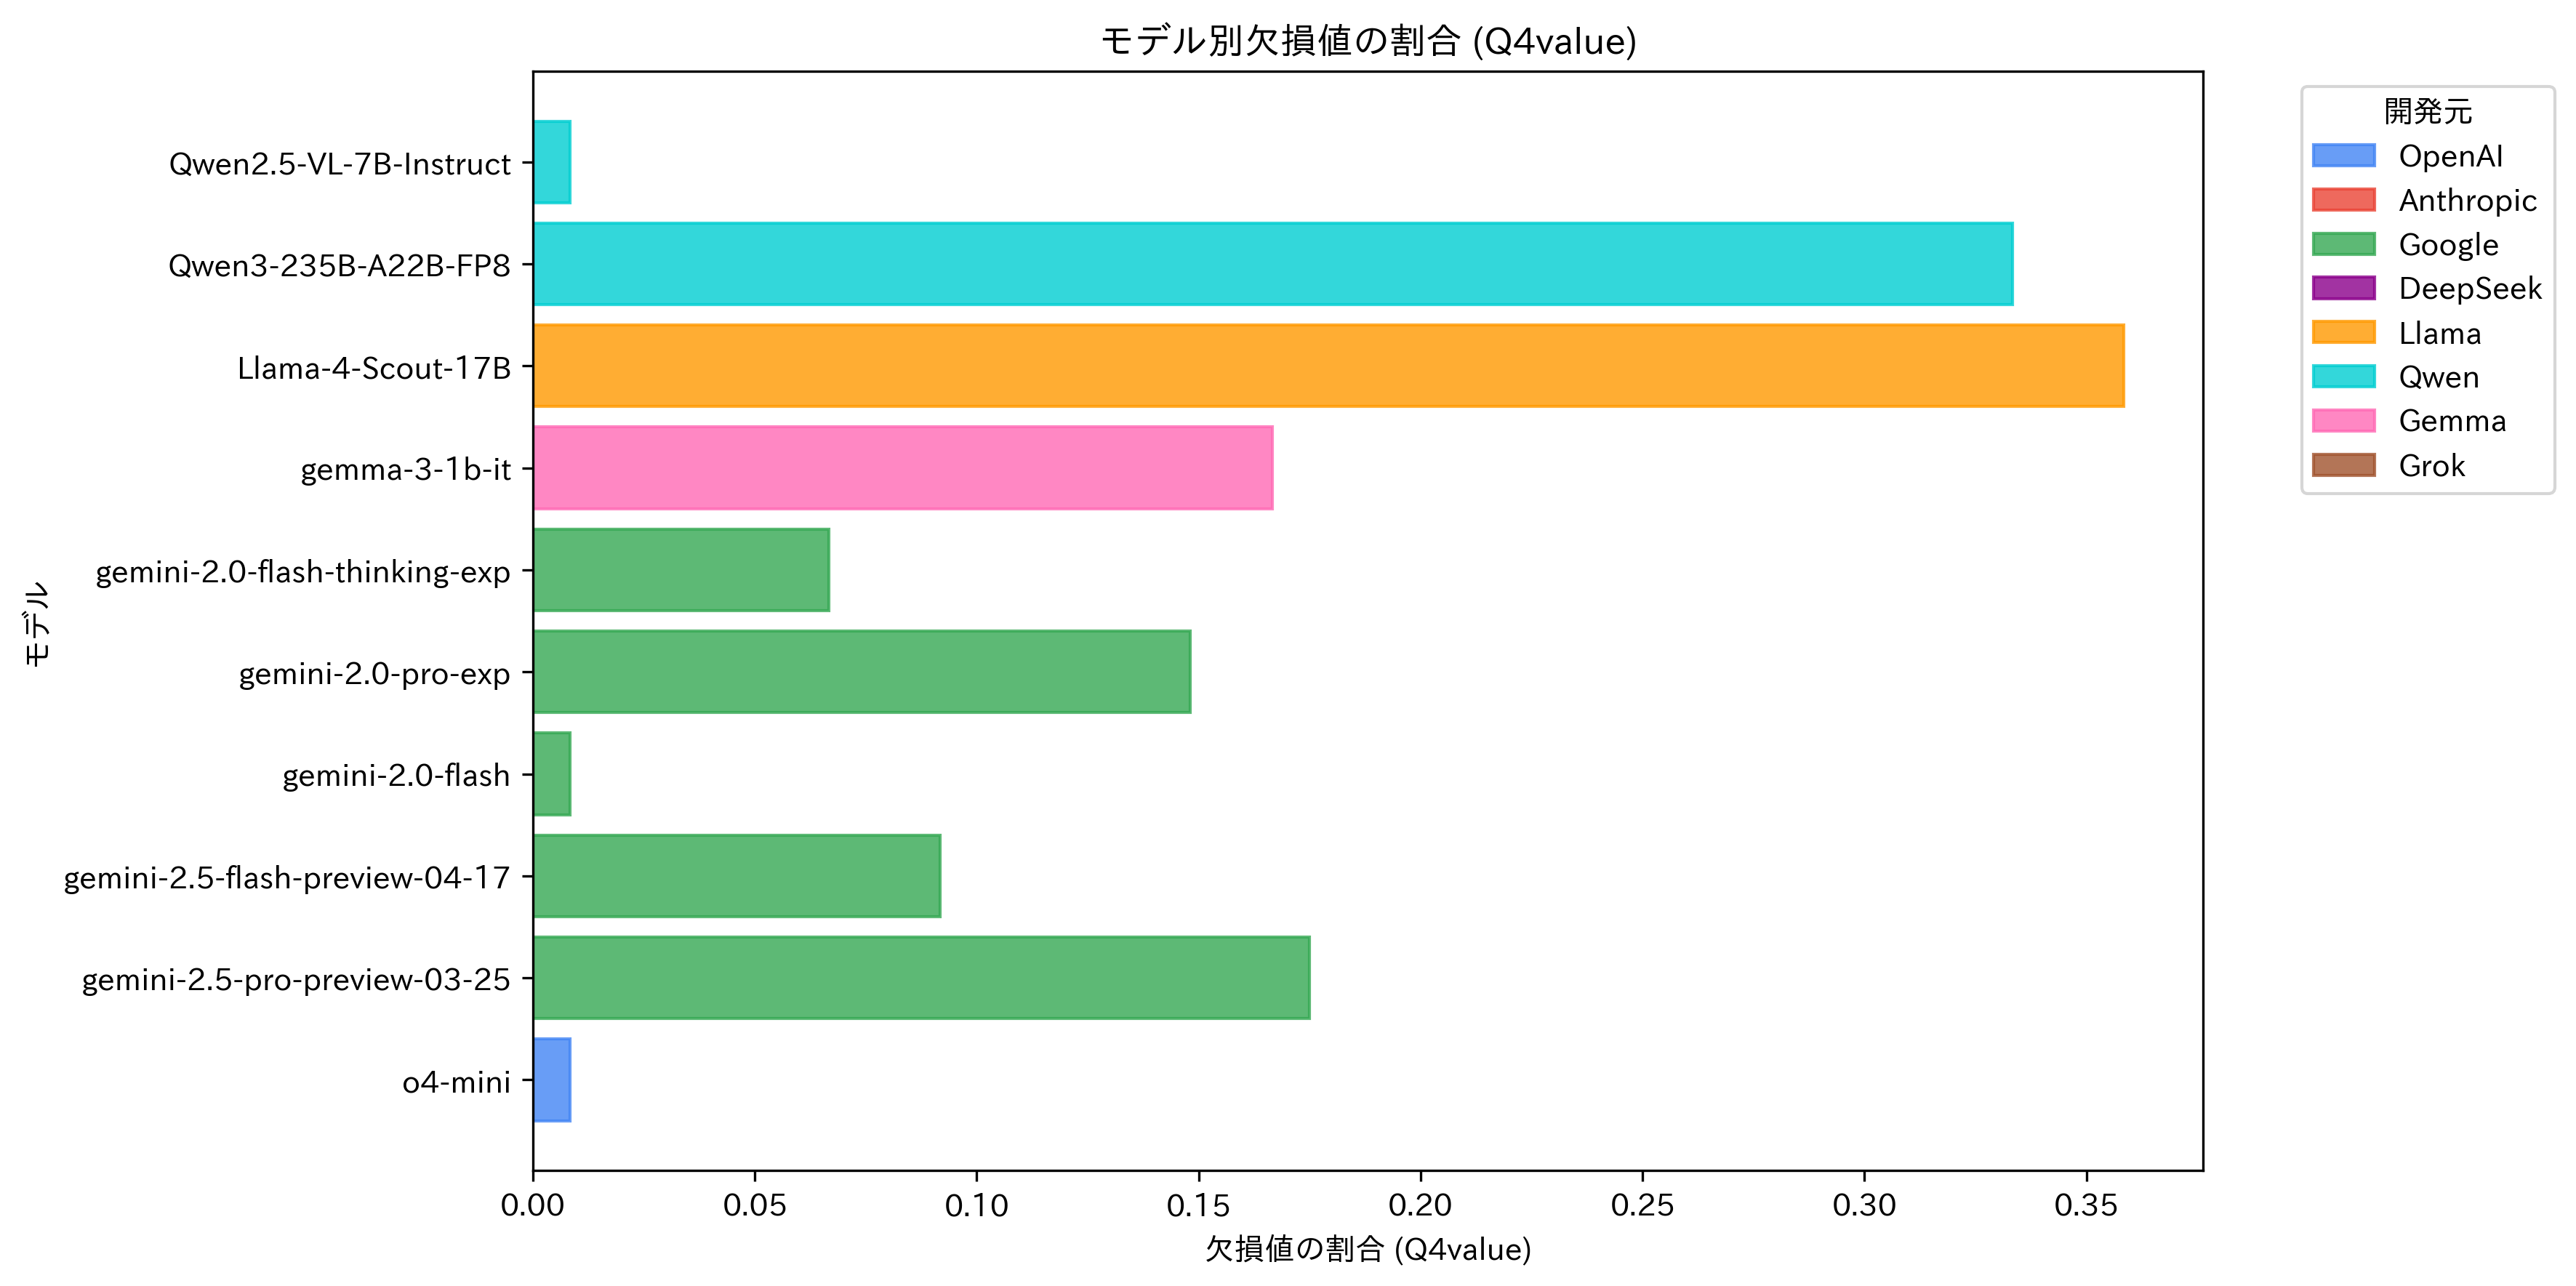 モデル別欠損値の割合 (Q4value)
モデル
Qwen2.5-VL-7B-Instruct
Qwen3-235B-A22B-FP8
Llama-4-Scout-17B
gemma-3-1b-it
gemini-2.0-flash-thinking-exp
gemini-2.0-pro-exp
gemini-2.0-flash
gemini-2.5-flash-preview-04-17
gemini-2.5-pro-preview-03-25
o4-mini
0.00 0.05 0.10 0.15 0.20 0.25 0.30 0.35
欠損値の割合 (Q4value)
開発元
OpenAI
Anthropic
Google
DeepSeek
Llama
Qwen
Gemma
Grok